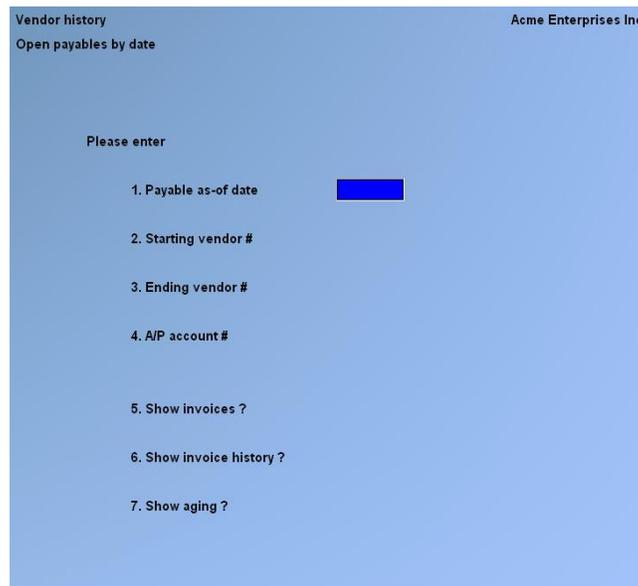 Vendor history Acme Enterprises Inc
Open payables by date
Please enter
1. Payable as-of date
2. Starting vendor #
3. Ending vendor #
4. A/P account #
5. Show invoices ?
6. Show invoice history ?
7. Show aging ?